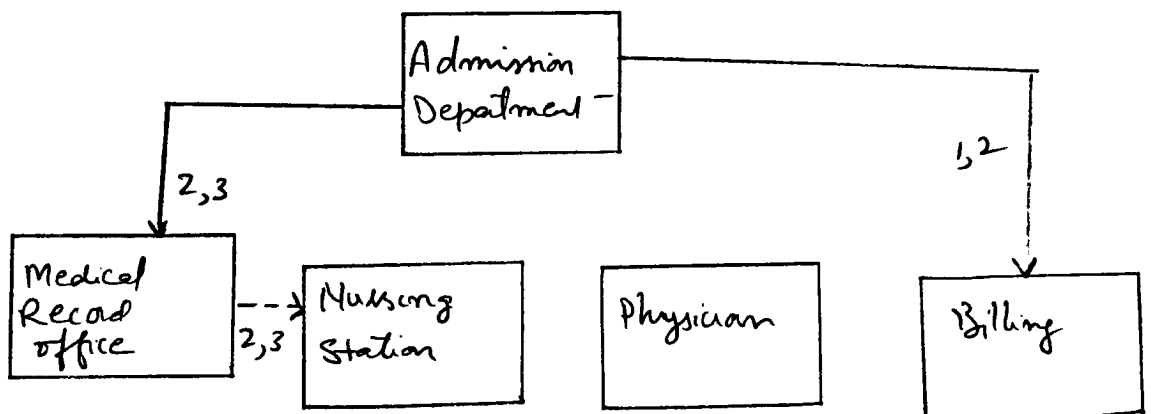 Admission
Department
2,3
1,2
Medical
Record
office
2,3
Nursing
Station
Physician
Billing